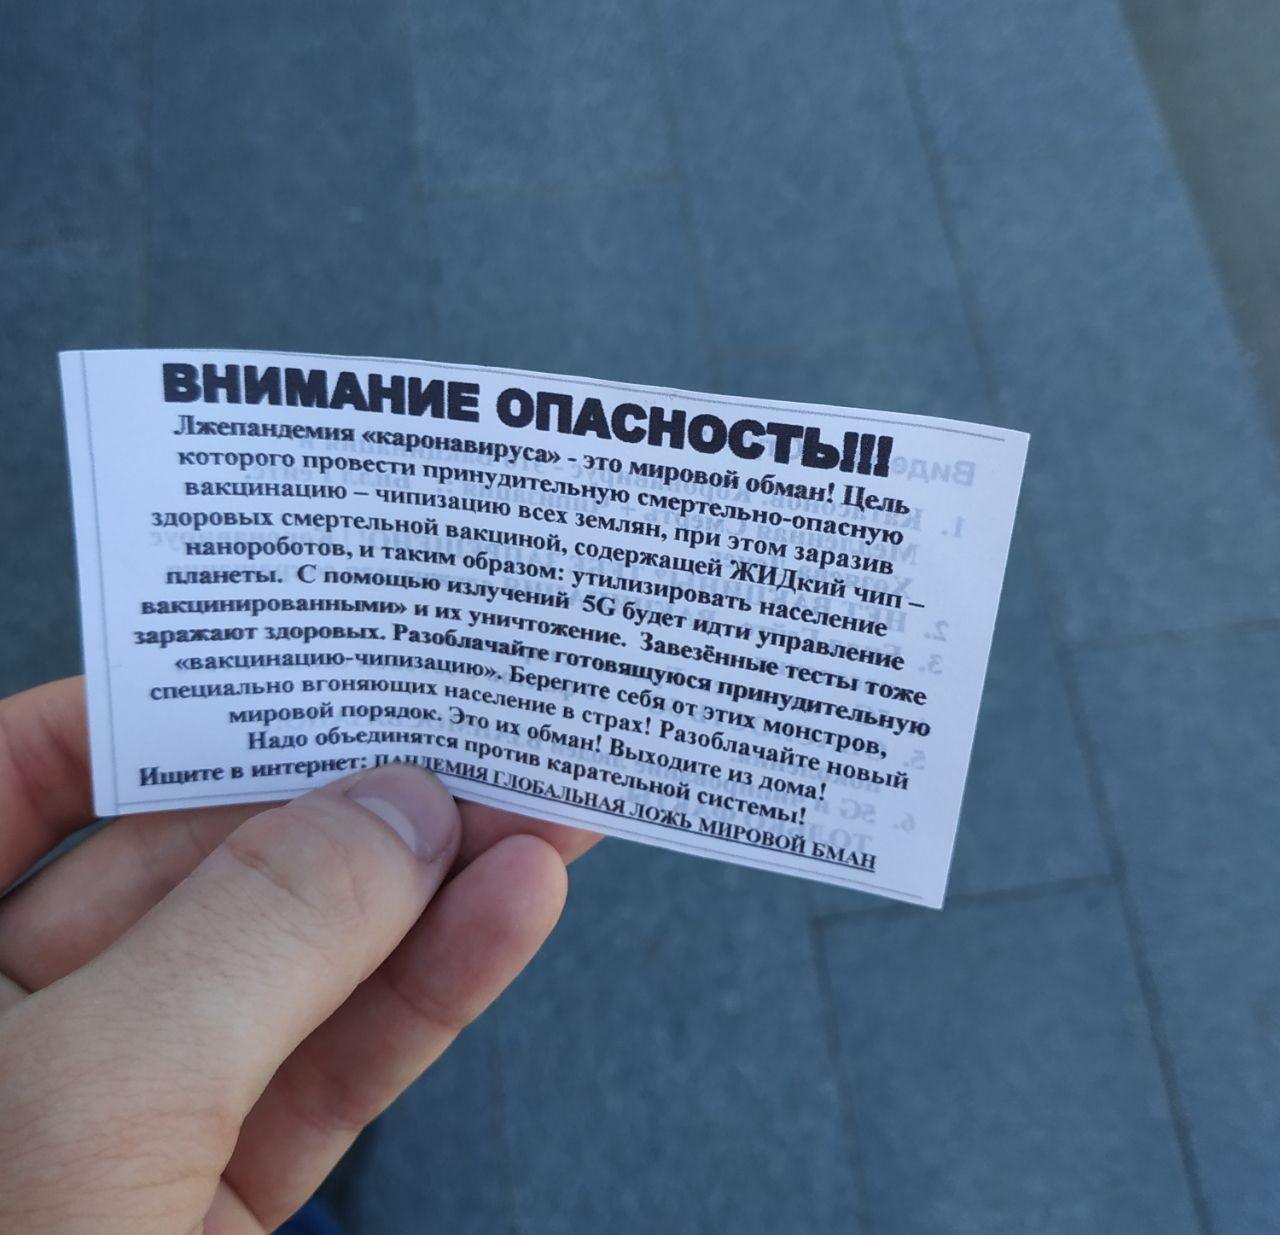 ВНИМАНИЕ ОПАСНОСТЬ!!!
Лжепандемия «каронавируса» - это мировой обман! Цель
которого провести принудительную смертельно-опасную
вакцинацию – чипизацию всех землян, при этом заразив
здоровых смертельной вакциной, содержащей ЖИДкий чип –
нанороботов, и таким образом: утилизировать население
планеты. С помощью излучений 5G будет идти управление
вакцинированными» и их уничтожение. Завезённые тесты тоже
заражают здоровых. Разоблачайте готовящуюся принудительную
«вакцинацию-чипизацию». Берегите себя от этих монстров,
специально вгоняющих население в страх! Разоблачайте новый
мировой порядок. Это их обман! Выходите из дома!
Надо объединятся против карательной системы!
Ищите в интернет: ПАНДЕМИЯ ГЛОБАЛЬНАЯ ЛОЖЬ МИРОВОЙ БМАН